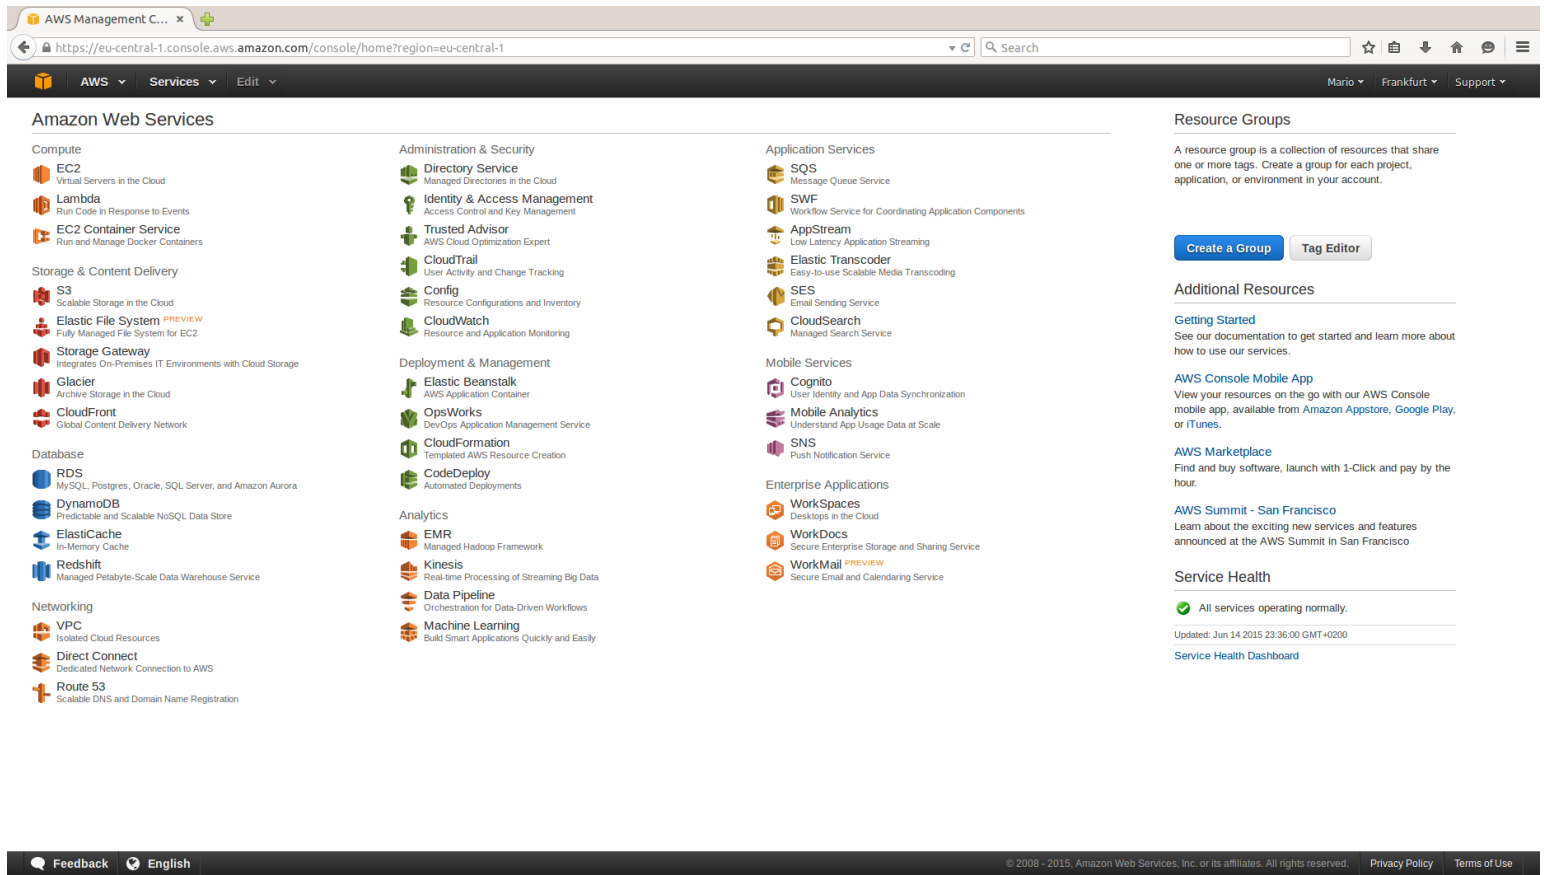 AWS Management C... ×
https://eu-central-1.console.aws.amazon.com/console/home?region=eu-central-1
Search
AWS
Services
Edit
Mario
Frankfurt
Support
Amazon Web Services
Compute
EC2
Virtual Servers in the Cloud
Lambda
Run Code in Response to Events
EC2 Container Service
Run and Manage Docker Containers
Storage & Content Delivery
S3
Scalable Storage in the Cloud
Elastic File System PREVIEW
Fully Managed File System for EC2
Storage Gateway
Integrates On-Premises IT Environments with Cloud Storage
Glacier
Archive Storage in the Cloud
CloudFront
Global Content Delivery Network
Database
RDS
MySQL, Postgres, Oracle, SQL Server, and Amazon Aurora
DynamoDB
Predictable and Scalable NoSQL Data Store
ElastiCache
In-Memory Cache
Redshift
Managed Petabyte-Scale Data Warehouse Service
Networking
VPC
Isolated Cloud Resources
Direct Connect
Dedicated Network Connection to AWS
Route 53
Scalable DNS and Domain Name Registration
Administration & Security
Directory Service
Managed Directories in the Cloud
Identity & Access Management
Access Control and Key Management
Trusted Advisor
AWS Cloud Optimization Expert
CloudTrail
User Activity and Change Tracking
Config
Resource Configurations and Inventory
CloudWatch
Resource and Application Monitoring
Deployment & Management
Elastic Beanstalk
AWS Application Container
OpsWorks
DevOps Application Management Service
CloudFormation
Templated AWS Resource Creation
CodeDeploy
Automated Deployments
Analytics
EMR
Managed Hadoop Framework
Kinesis
Real-time Processing of Streaming Big Data
Data Pipeline
Orchestration for Data-Driven Workflows
Machine Learning
Build Smart Applications Quickly and Easily
Application Services
SQS
Message Queue Service
SWF
Workflow Service for Coordinating Application Components
AppStream
Low Latency Application Streaming
Elastic Transcoder
Easy-to-use Scalable Media Transcoding
SES
Email Sending Service
CloudSearch
Managed Search Service
Mobile Services
Cognito
User Identity and App Data Synchronization
Mobile Analytics
Understand App Usage Data at Scale
SNS
Push Notification Service
Enterprise Applications
WorkSpaces
Desktops in the Cloud
WorkDocs
Secure Enterprise Storage and Sharing Service
WorkMail PREVIEW
Secure Email and Calendaring Service
Resource Groups
A resource group is a collection of resources that share
one or more tags. Create a group for each project,
application, or environment in your account.
Create a Group
Tag Editor
Additional Resources
Getting Started
See our documentation to get started and learn more about
how to use our services.
AWS Console Mobile App
View your resources on the go with our AWS Console
mobile app, available from Amazon Appstore, Google Play,
or iTunes.
AWS Marketplace
Find and buy software, launch with 1-Click and pay by the
hour.
AWS Summit - San Francisco
Learn about the exciting new services and features
announced at the AWS Summit in San Francisco
Service Health
All services operating normally.
Updated: Jun 14 2015 23:36:00 GMT+0200
Service Health Dashboard
Feedback
English
© 2008 - 2015, Amazon Web Services, Inc. or its affiliates. All rights reserved.
Privacy Policy
Terms of Use